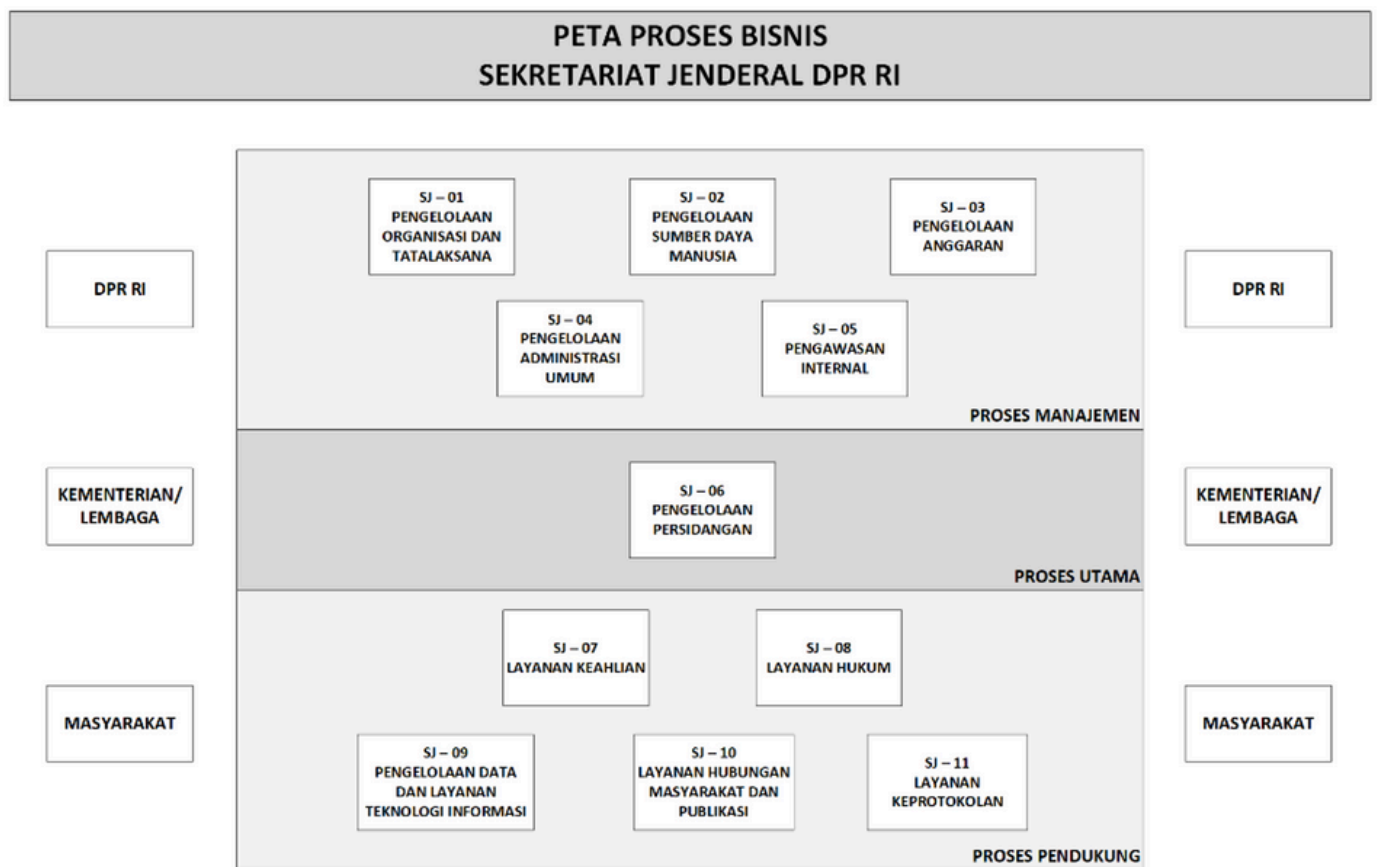 PETA PROSES BISNIS
SEKRETARIAT JENDERAL DPR RI
DPR RI
KEMENTERIAN/
LEMBAGA
MASYARAKAT
SJ – 01
PENGELOLAAN
ORGANISASI DAN
TATALAKSANA
SJ – 02
PENGELOLAAN
SUMBER DAYA
MANUSIA
SJ – 03
PENGELOLAAN
ANGGARAN
SJ – 04
PENGELOLAAN
ADMINISTRASI
UMUM
SJ – 05
PENGAWASAN
INTERNAL
PROSES MANAJEMEN
SJ – 06
PENGELOLAAN
PERSIDANGAN
PROSES UTAMA
SJ – 07
LAYANAN KEAHLIAN
SJ – 08
LAYANAN HUKUM
SJ – 09
PENGELOLAAN DATA
DAN LAYANAN
TEKNOLOGI INFORMASI
SJ – 10
LAYANAN HUBUNGAN
MASYARAKAT DAN
PUBLIKASI
SJ – 11
LAYANAN
KEPROTOKOLAN
PROSES PENDUKUNG
DPR RI
KEMENTERIAN/
LEMBAGA
MASYARAKAT